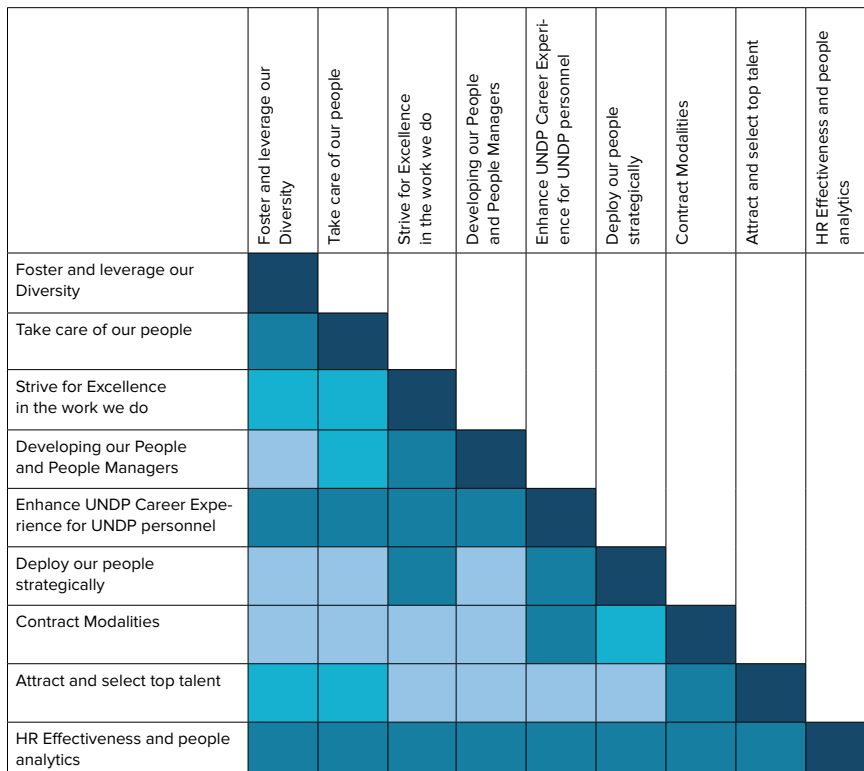 Foster and leverage our
Diversity
Take care of our people
Strive for Excellence
in the work we do
Developing our People
and People Managers
Enhance UNDP Career Experi-
ence for UNDP personnel
Deploy our people
strategically
Contract Modalities
Attract and select top talent
HR Effectiveness and people
analytics
Foster and leverage our
Diversity
Take care of our people
Strive for Excellence
in the work we do
Developing our People
and People Managers
Enhance UNDP Career Expe-
rience for UNDP personnel
Deploy our people
strategically
Contract Modalities
Attract and select top talent
HR Effectiveness and people
analytics